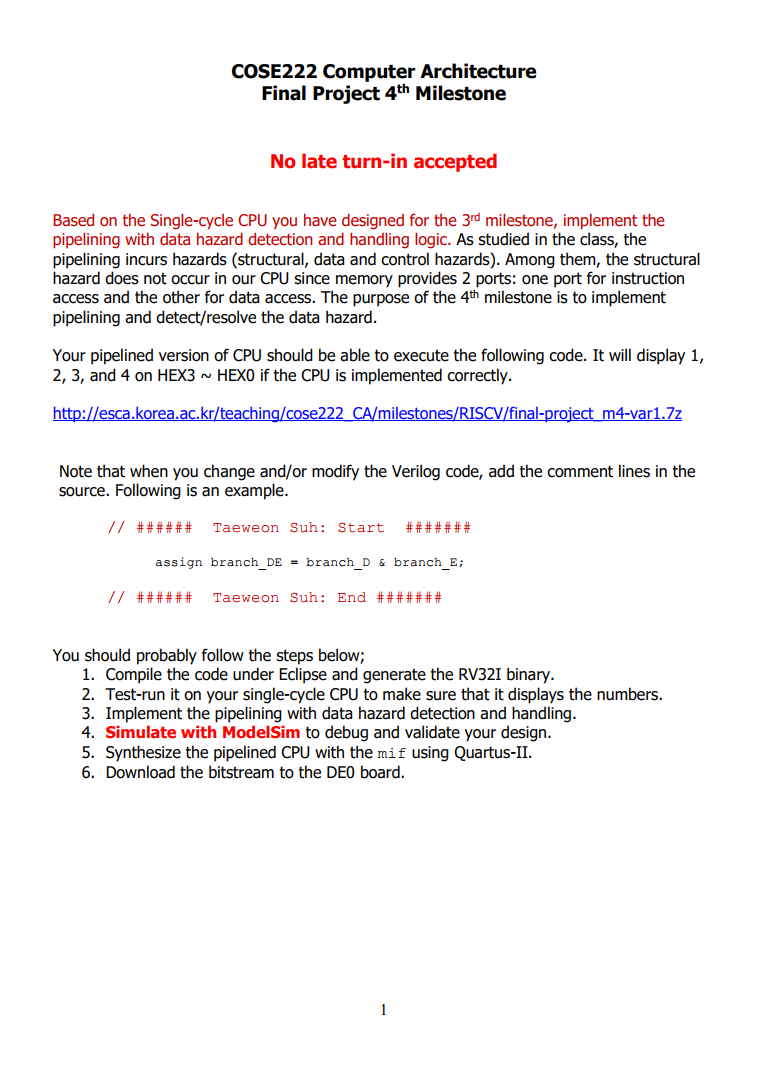 COSE222 Computer Architecture
Final Project 4th Milestone
No late turn-in accepted
Based on the Single-cycle CPU you have designed for the 3rd milestone, implement the
pipelining with data hazard detection and handling logic. As studied in the class, the
pipelining incurs hazards (structural, data and control hazards). Among them, the structural
hazard does not occur in our CPU since memory provides 2 ports: one port for instruction
access and the other for data access. The purpose of the 4th milestone is to implement
pipelining and detect/resolve the data hazard.
Your pipelined version of CPU should be able to execute the following code. It will display 1,
2, 3, and 4 on HEX3 ~ HEX0 if the CPU is implemented correctly.
http://esca.korea.ac.kr/teaching/cose222_CA/milestones/RISCV/final-project_m4-var1.7z
Note that when you change and/or modify the Verilog code, add the comment lines in the
source. Following is an example.
// ###### Taeweon Suh: Start #######
assign branch_DE = branch_D & branch_E;
// ###### Taeweon Suh: End #######
You should probably follow the steps below;
1. Compile the code under Eclipse and generate the RV32I binary.
2. Test-run it on your single-cycle CPU to make sure that it displays the numbers.
3. Implement the pipelining with data hazard detection and handling.
4. Simulate with ModelSim to debug and validate your design.
5. Synthesize the pipelined CPU with the mif using Quartus-II.
6. Download the bitstream to the DE0 board.
1